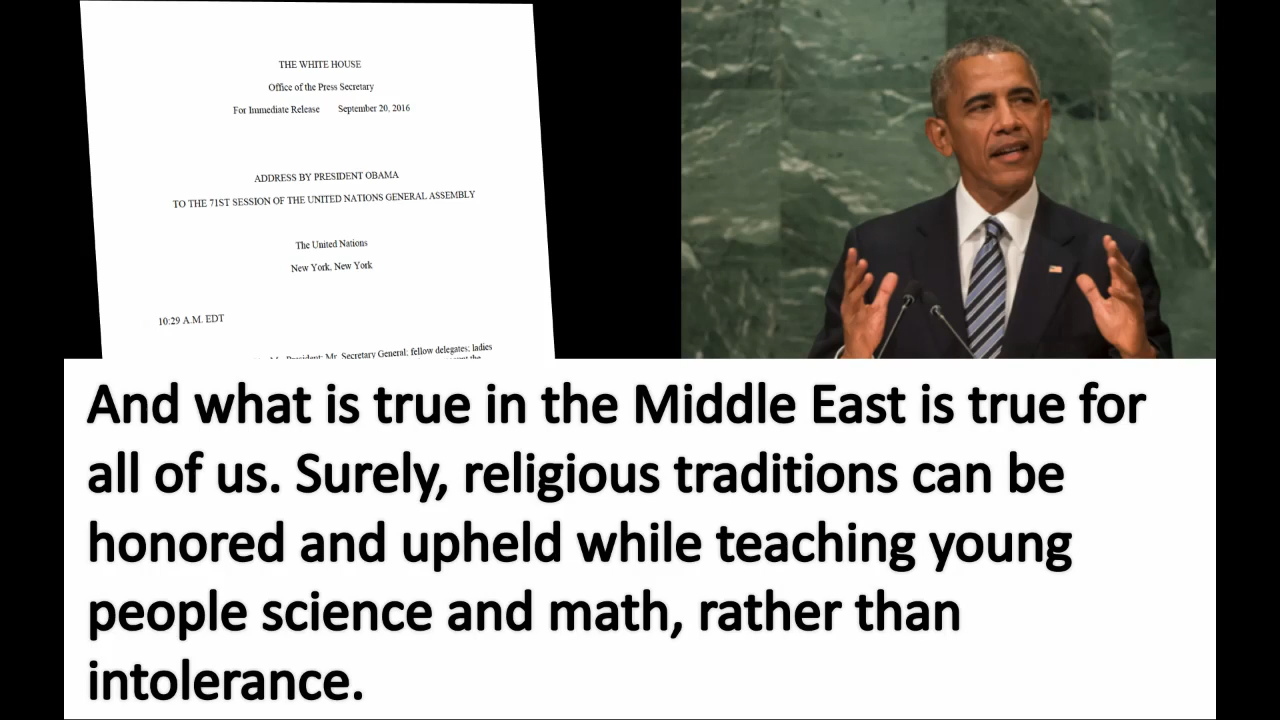 THE WHITE HOUSE
Office of the Press Secretary
For Immediate Release September 20, 2016
ADDRESS BY PRESIDENT OBAMA
TO THE 71ST SESSION OF THE UNITED NATIONS GENERAL ASSEMBLY
The United Nations
New York, New York
10:29 A.M. EDT
President; Mr. Secretary General; fellow delegates; ladies
And what is true in the Middle East is true for
all of us. Surely, religious traditions can be
honored and upheld while teaching young
people science and math, rather than
intolerance.